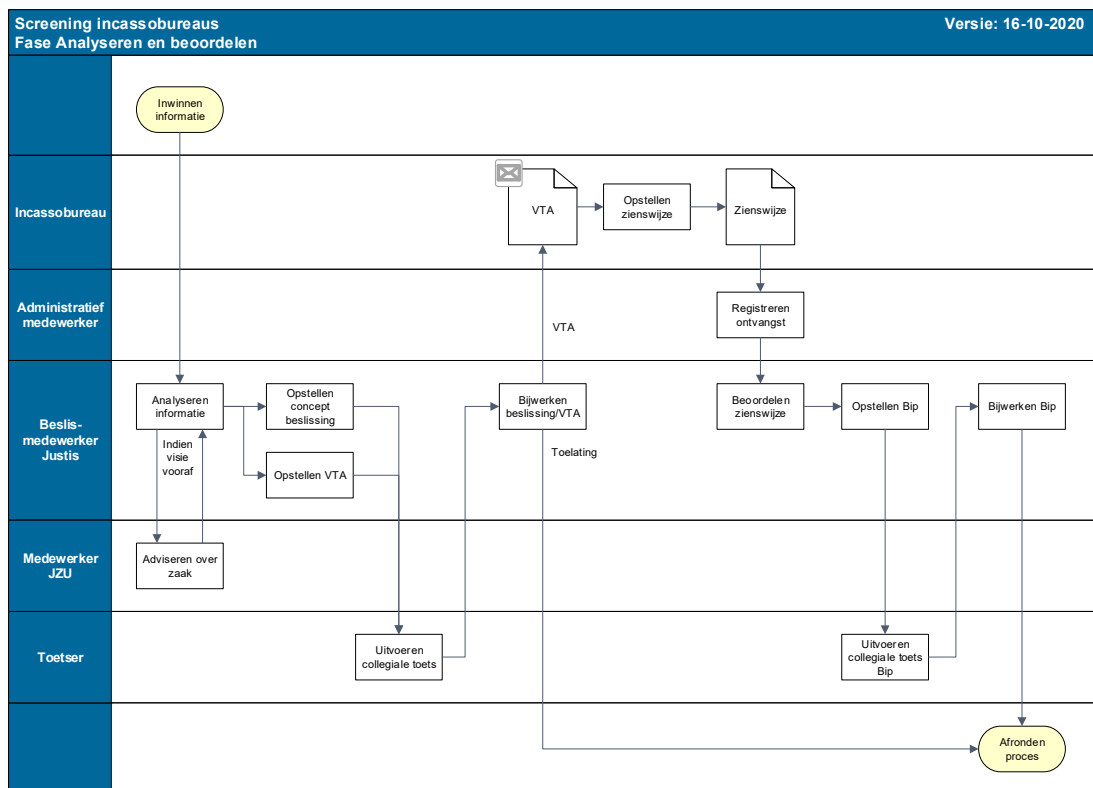 Screening incassobureaus
Fase Analyseren en beoordelen
Versie: 16-10-2020
Inwinnen
informatie
Incassobureau
VTA
Opstellen
zienswijze
Zienswijze
Administratief
medewerker
VTA
Registreren
ontvangst
Beslis-
medewerker
Justis
Analyseren
informatie
Opstellen
concept
beslissing
Bijwerken
beslissing/VTA
Beoordelen
zienswijze
Opstellen Bip
Bijwerken Bip
Indien
visie
vooraf
Opstellen VTA
Toelating
Medewerker
JZU
Adviseren over
zaak
Toetser
Uitvoeren
collegiale toets
Uitvoeren
collegiale toets
Bip
Afronden
proces